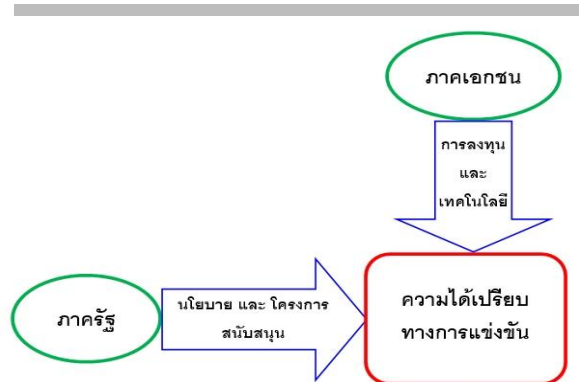 ภาคเอกชน
การลงทุน
และ
เทคโนโลยี
ภาครัฐ
นโยบาย และ โครงการ
สนับสนุน
ความได้เปรียบ
ทางการแข่งขัน